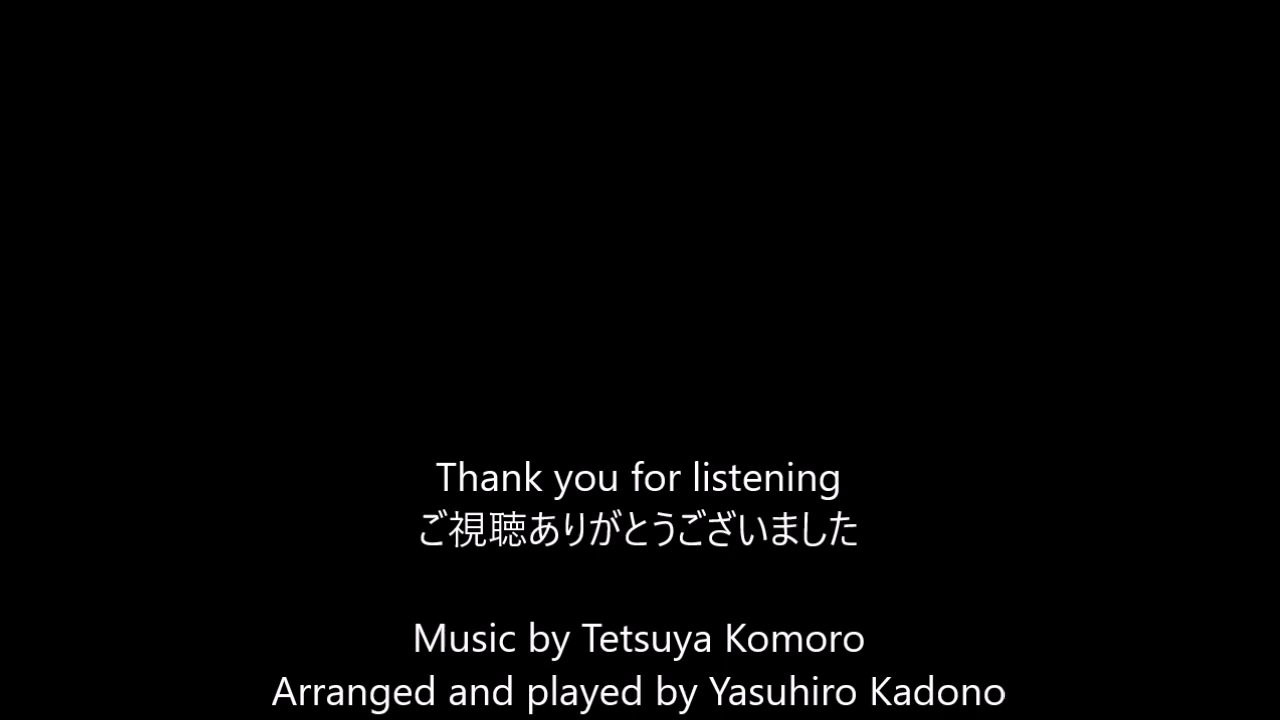 Thank you for listening
ご視聴ありがとうございました
Music by Tetsuya Komoro
Arranged and played by Yasuhiro Kadono